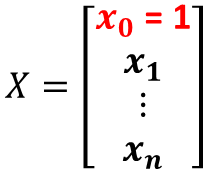 x₀ = 1
x₁
X =
⋮
xₙ